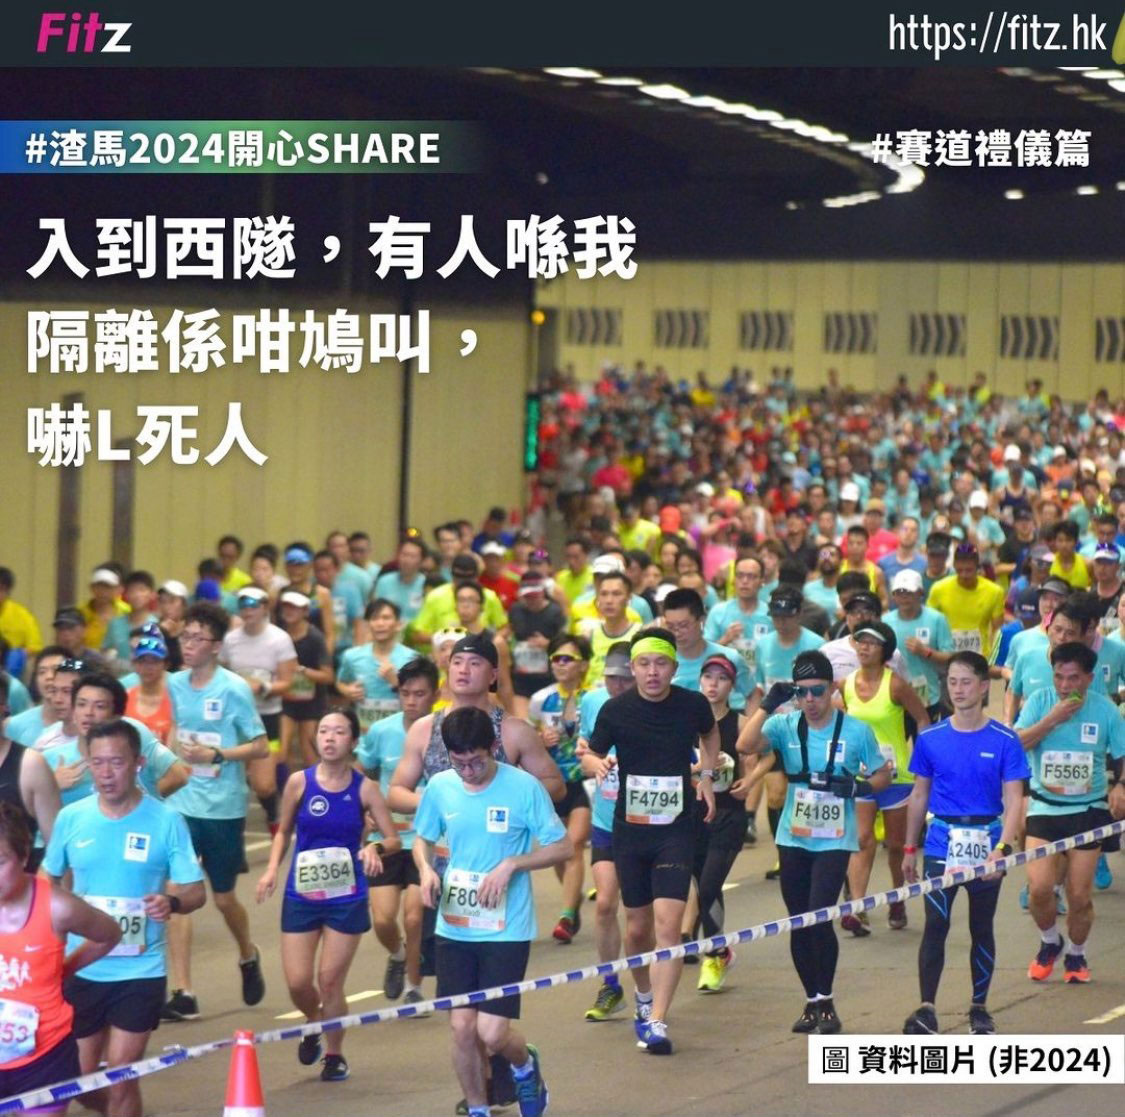 Fitz
https://fitz.hk
#渣馬2024開心SHARE
#賽道禮儀篇
入到西隧，有人喺我
隔離係咁鳩叫，
嚇L死人
F4794
F4189
A2405
F5563
E3364
圖 資料圖片 (非2024)